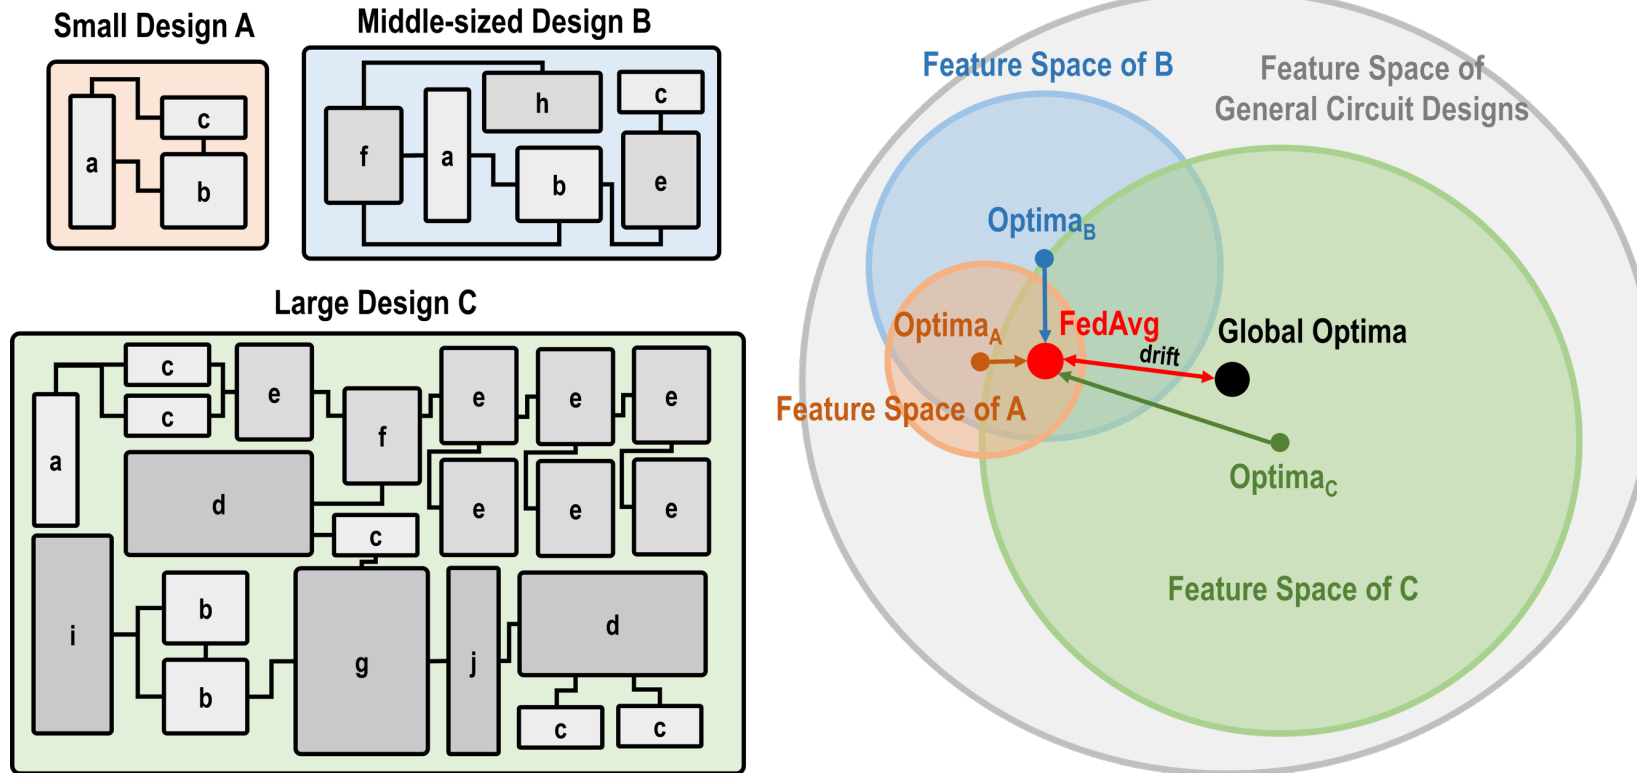 Small Design A
a
c
b
Middle-sized Design B
f
a
h
b
c
e
Large Design C
a
c
c
e
f
e
e
e
d
e
e
e
c
i
b
b
g
j
d
c
c
Feature Space of B
Feature Space of
General Circuit Designs
OptimaB
OptimaA
FedAvg
drift
Global Optima
Feature Space of A
OptimaC
Feature Space of C